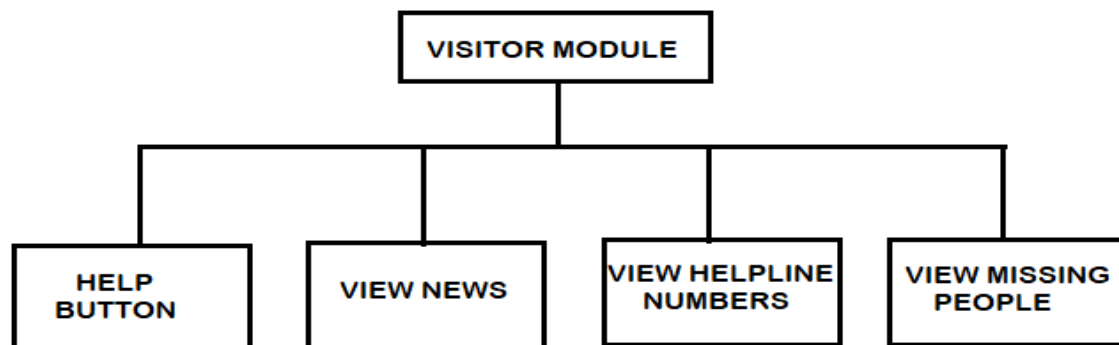 VISITOR MODULE
HELP
BUTTON
VIEW NEWS
VIEW HELPLINE
NUMBERS
VIEW MISSING
PEOPLE